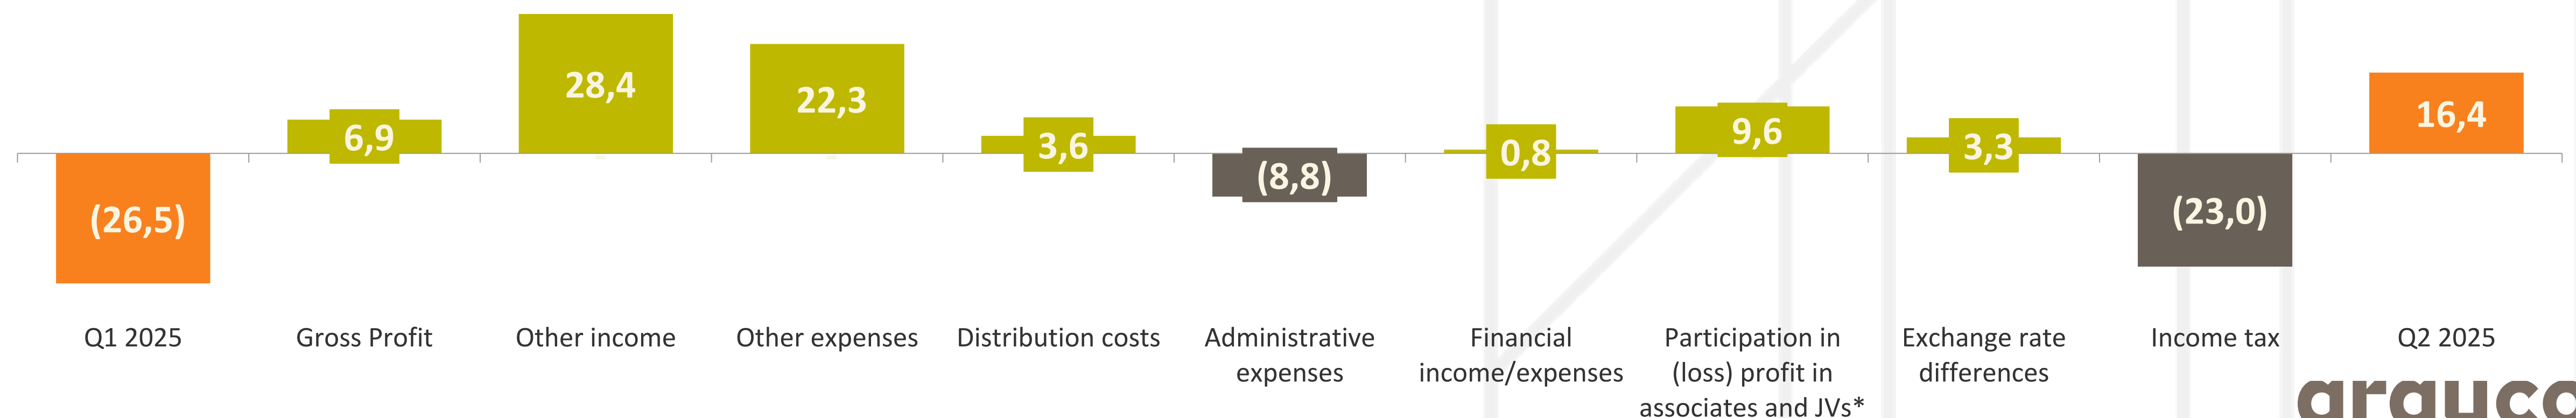 28,4
22,3
16,4
6,9
3,6
0,8
9,6
3,3
(8,8)
(26,5)
(23,0)
Q1 2025
Gross Profit
Other income
Other expenses
Distribution costs
Administrative
expenses
Financial
income/expenses
Participation in
(loss) profit in
associates and JVs*
Exchange rate
differences
Income tax
Q2 2025
arauco